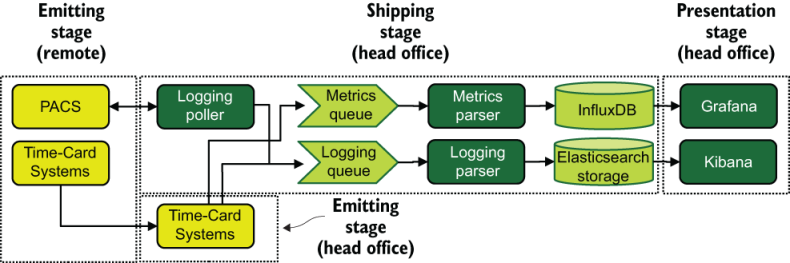 Emitting
stage
(remote)
Shipping
stage
(head office)
Presentation
stage
(head office)
PACS
Logging
poller
Metrics
queue
Metrics
parser
InfluxDB
Grafana
Time-Card
Systems
Logging
queue
Logging
parser
Elasticsearch
storage
Kibana
Time-Card
Systems
Emitting
stage
(head office)